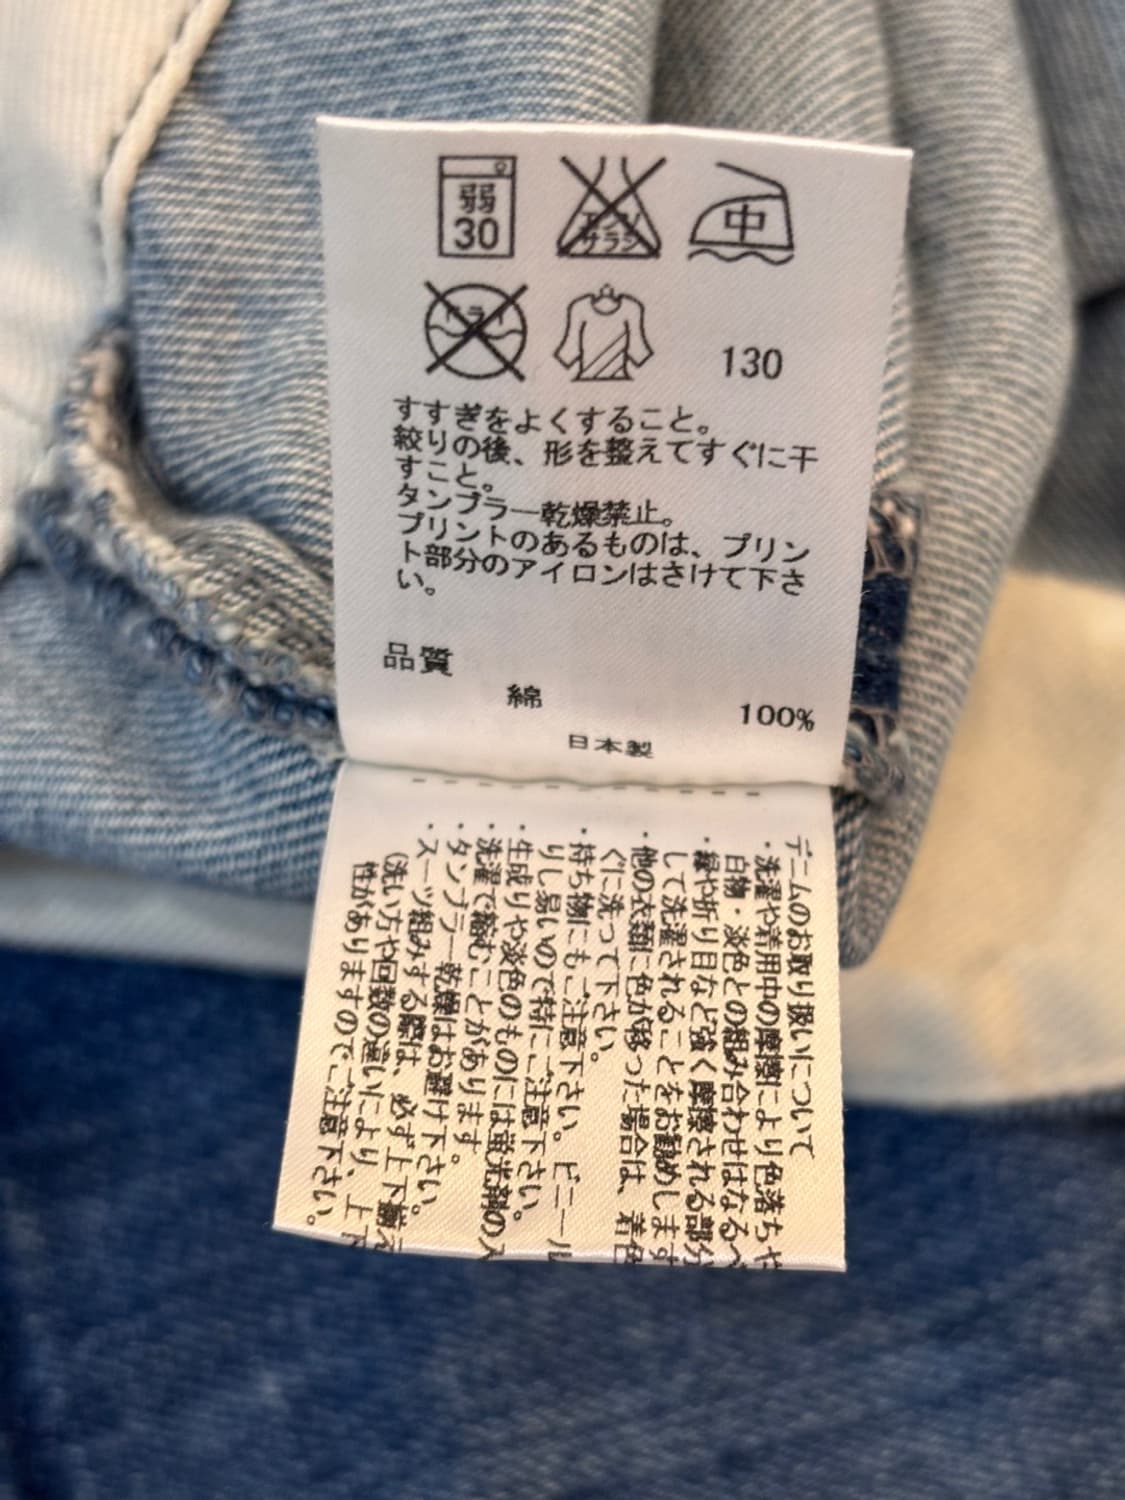 弱
30
エンソ
サラシ
中
ドライ
130
すすぎをよくすること。
絞りの後、形を整えてすぐに干
すこと。
タンブラー乾燥禁止。
プリントのあるものは、プリン
ト部分のアイロンはさけて下さ
い。
品質
綿
100%
日本製
デニムのお取り扱いについて
・洗濯や着用中の摩擦により色落ちや
白物・淡色との組み合わせはなるべ
・縁や折り目など強く摩擦される部分
して洗濯されることをお勧めします
・他の衣類に色が移った場合は、着色
ぐに洗って下さい。
・持ち物にもご注意下さい。ビニール
りし易いので特にご注意下さい。
・生成りや淡色のものには蛍光剤の入
・洗濯で縮むことがあります。
・タンブラー乾燥はお避け下さい。
・スーツ組みする際は、必ず上下揃え
(洗い方や回数の違いにより、上下
性がありますのでご注意下さい。